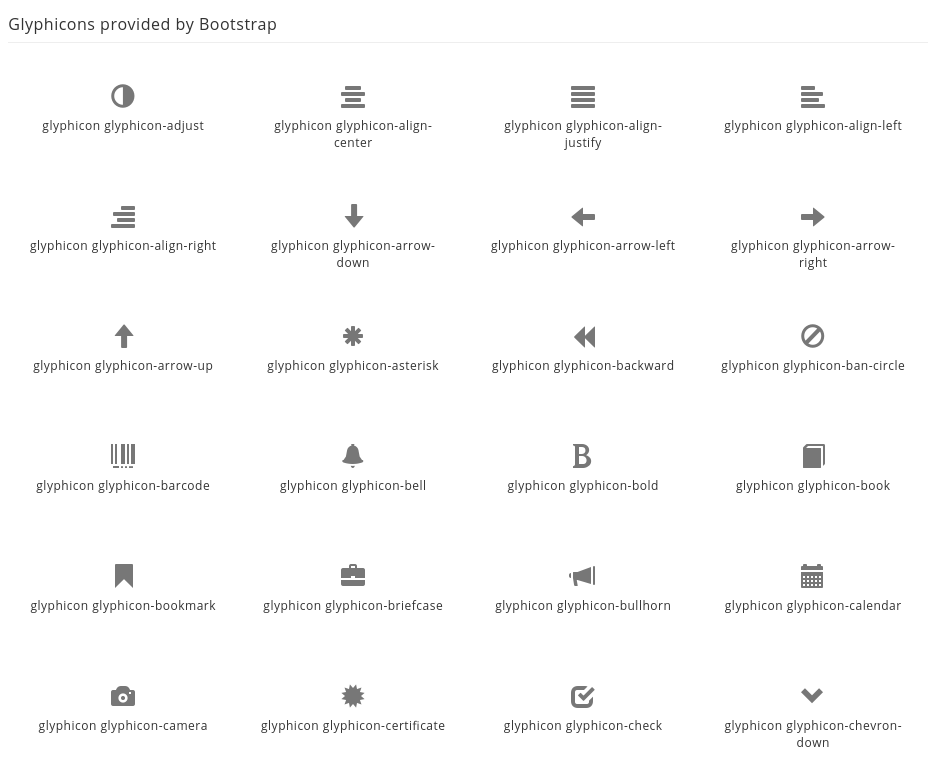 Glyphicons provided by Bootstrap
glyphicon glyphicon-adjust
glyphicon glyphicon-align-
center
glyphicon glyphicon-align-
justify
glyphicon glyphicon-align-left
glyphicon glyphicon-align-right
glyphicon glyphicon-arrow-
down
glyphicon glyphicon-arrow-left
glyphicon glyphicon-arrow-
right
glyphicon glyphicon-arrow-up
glyphicon glyphicon-asterisk
glyphicon glyphicon-backward
glyphicon glyphicon-ban-circle
glyphicon glyphicon-barcode
glyphicon glyphicon-bell
glyphicon glyphicon-bold
glyphicon glyphicon-book
glyphicon glyphicon-bookmark
glyphicon glyphicon-briefcase
glyphicon glyphicon-bullhorn
glyphicon glyphicon-calendar
glyphicon glyphicon-camera
glyphicon glyphicon-certificate
glyphicon glyphicon-check
glyphicon glyphicon-chevron-
down